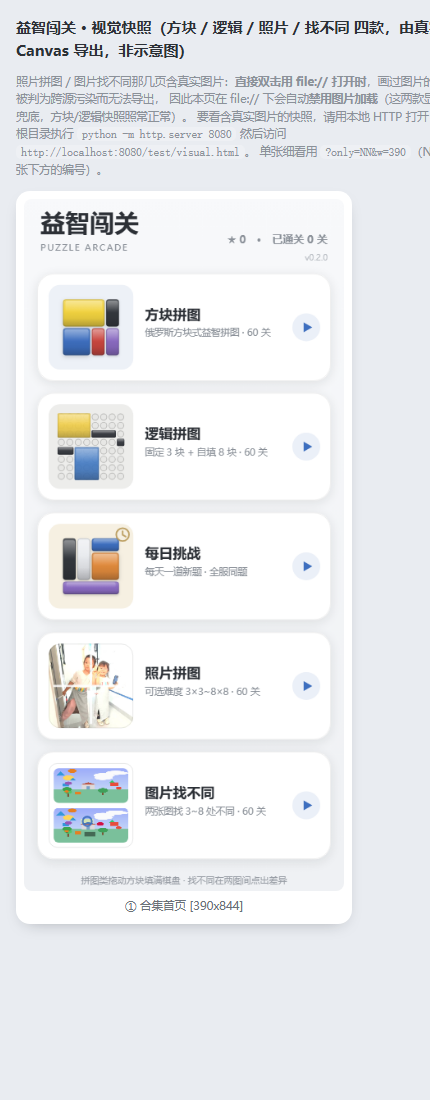 益智闯关 · 视觉快照（方块 / 逻辑 / 照片 / 找不同 四款，由真
Canvas 导出，非示意图）
照片拼图 / 图片找不同那几页含真实图片：直接双击用 file:// 打开时，画过图片的
被判为跨源污染而无法导出， 因此本页在 file:// 下会自动禁用图片加载（这两款显
兜底，方块/逻辑快照照常正常）。 要看含真实图片的快照，请用本地 HTTP 打开
根目录执行 python -m http.server 8080 然后访问
http://localhost:8080/test/visual.html 。 单张细看用 ?only=NN&w=390 （N
张下方的编号）。
益智闯关
PUZZLE ARCADE
★ 0 • 已通关 0 关
v0.2.0
方块拼图
俄罗斯方块式益智拼图 · 60 关
逻辑拼图
固定 3 块 + 自填 8 块 · 60 关
每日挑战
每天一道新题 · 全服同题
照片拼图
可选难度 3×3~8×8 · 60 关
图片找不同
两张图找 3~8 处不同 · 60 关
拼图类拖动方块填满棋盘 · 找不同在两图间点出差异
① 合集首页 [390x844]